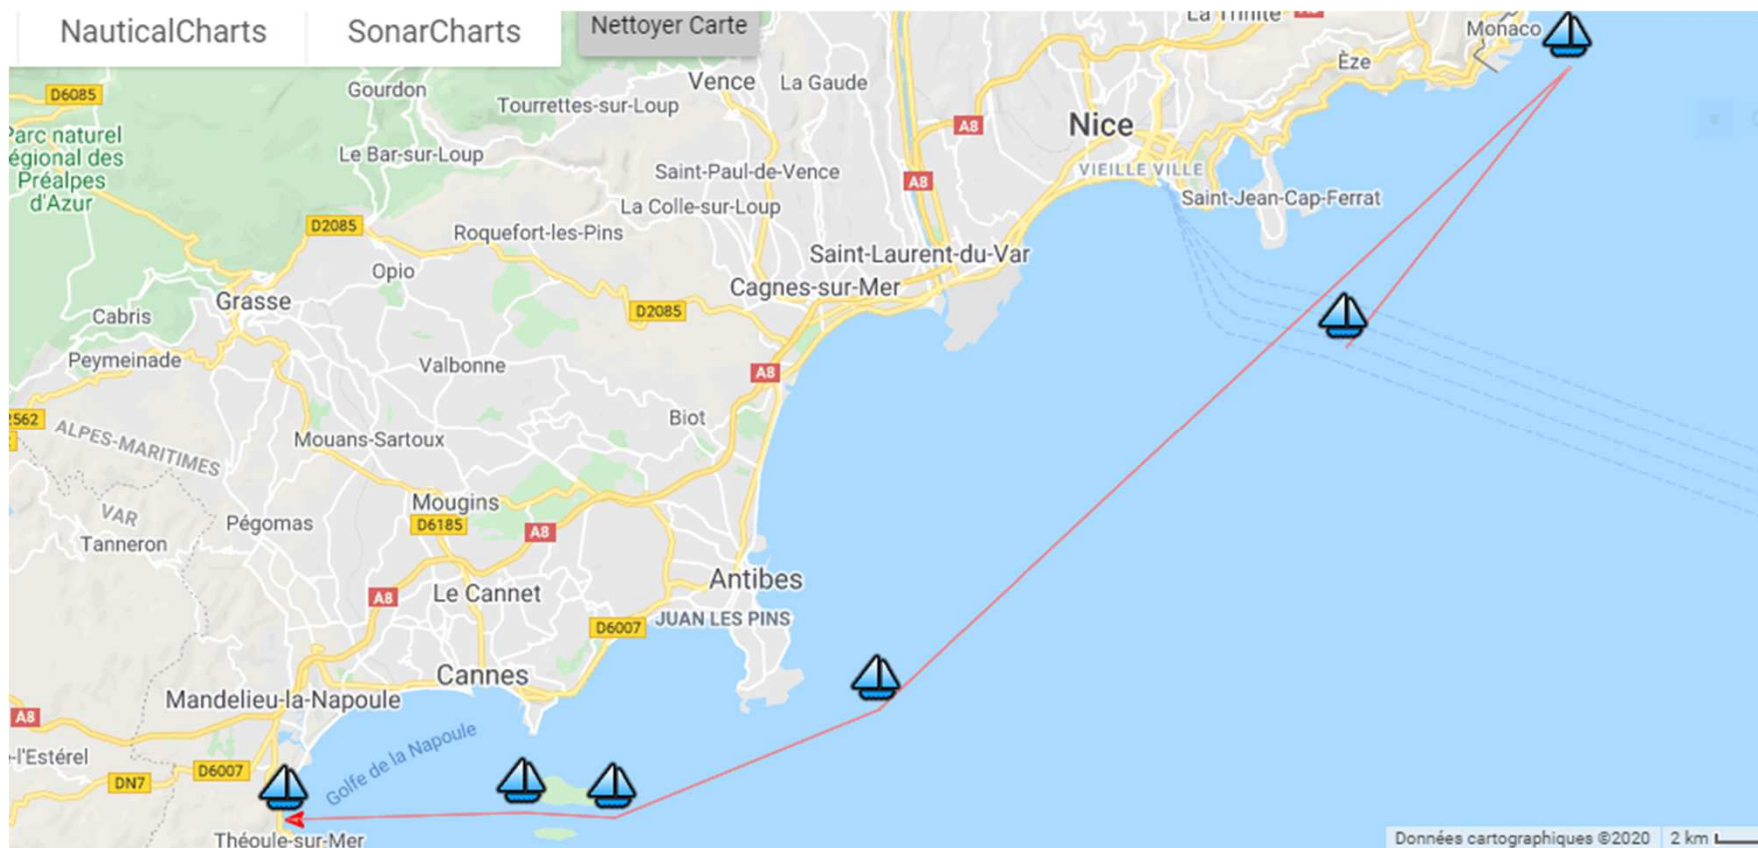 NauticalCharts
SonarCharts
Nettoyer Carte
La Trinité
Monaco
Èze
D6085
Gourdon
Vence
La Gaude
Tourrettes-sur-Loup
A8
Nice
Parc naturel
égional des
Préalpes
d'Azur
Le Bar-sur-Loup
Saint-Paul-de-Vence
A8
VIEILLE VILLE
Saint-Jean-Cap-Ferrat
La Colle-sur-Loup
D2085
Roquefort-les-Pins
Saint-Laurent-du-Var
Opio
Cagnes-sur-Mer
Grasse
D2085
Cabris
Peymeinade
Valbonne
A8
2562
Biot
ALPES-MARITIMES
Mouans-Sartoux
Mougins
D6185
VAR
Pégomas
A8
Tanneron
Antibes
Le Cannet
A8
JUAN LES PINS
D6007
Cannes
Mandelieu-la-Napoule
A8
Golfe de la Napoule
-l'Estérel
D6007
DN7
Théoule-sur-Mer
Données cartographiques ©2020
2 km